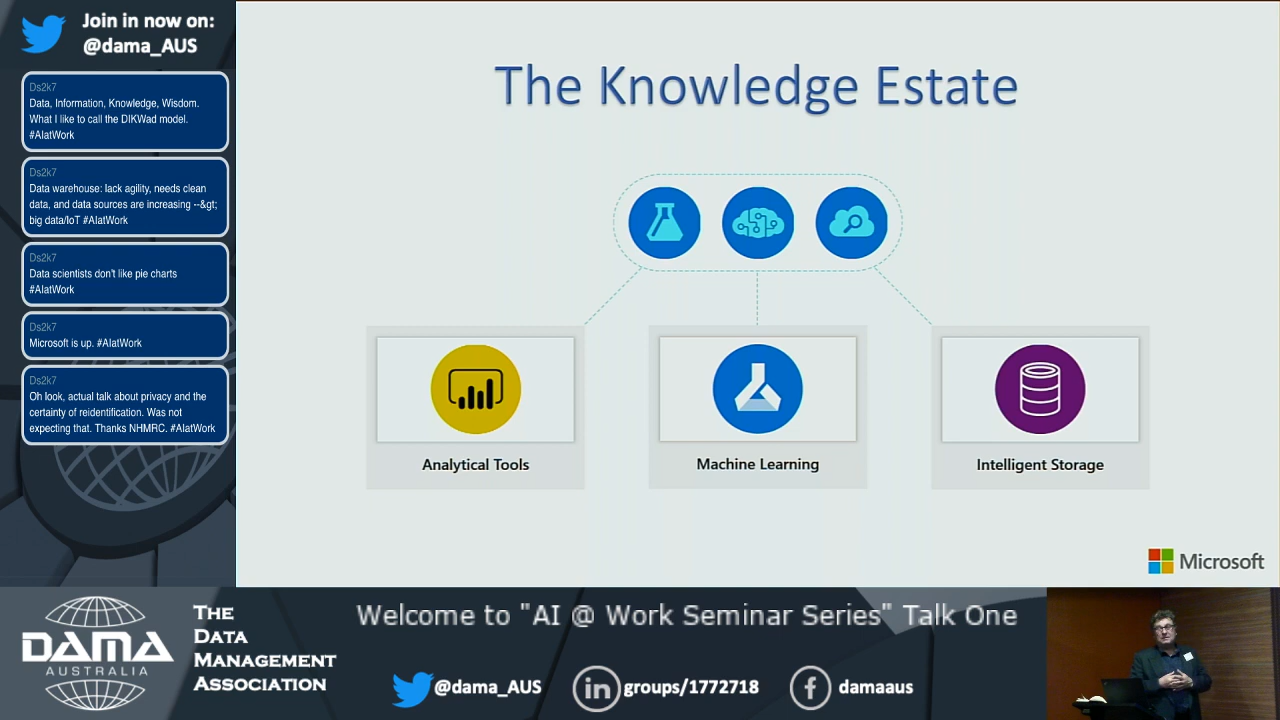 Join in now on:
@dama_AUS
Ds2k7
Data, Information, Knowledge, Wisdom.
What I like to call the DIKWad model.
#AIatWork
Ds2k7
Data warehouse: lack agility, needs clean
data, and data sources are increasing --&gt;
big data/IoT #AIatWork
Ds2k7
Data scientists don't like pie charts
#AIatWork
Ds2k7
Microsoft is up. #AIatWork
Ds2k7
Oh look, actual talk about privacy and the
certainty of reidentification. Was not
expecting that. Thanks NHMRC. #AIatWork
The Knowledge Estate
Analytical Tools
Machine Learning
Intelligent Storage
Microsoft
DAMA
AUSTRALIA
THE
DATA
MANAGEMENT
ASSOCIATION
Welcome to "AI @ Work Seminar Series" Talk One
@dama_AUS
in groups/1772718
f damaaus